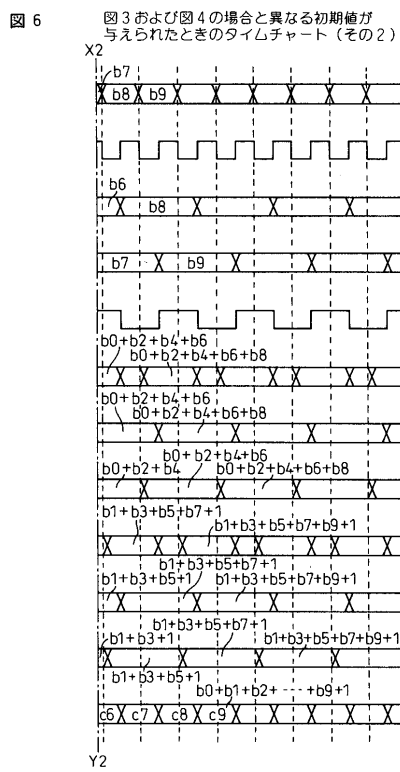 図6
図3および図4の場合と異なる初期値が
与えられたときのタイムチャート（その2）
X2
b7
b8 b9
b6
b8
b7 b9
b0+b2+b4+b6
b0+b2+b4+b6+b8
b0+b2+b4+b6
b0+b2+b4+b6+b8
b0+b2+b4+b6
b0+b2+b4 b0+b2+b4+b6+b8
b1+b3+b5+b7+1
b1+b3+b5+b7+b9+1
b1+b3+b5+b7+1
b1+b3+b5+1 b1+b3+b5+b7+b9+1
b1+b3+b5+b7+1
b1+b3+1 b1+b3+b5+b7+b9+1
b1+b3+b5+1
b0+b1+b2+ ---- +b9+1
c6 c7 c8 c9
Y2